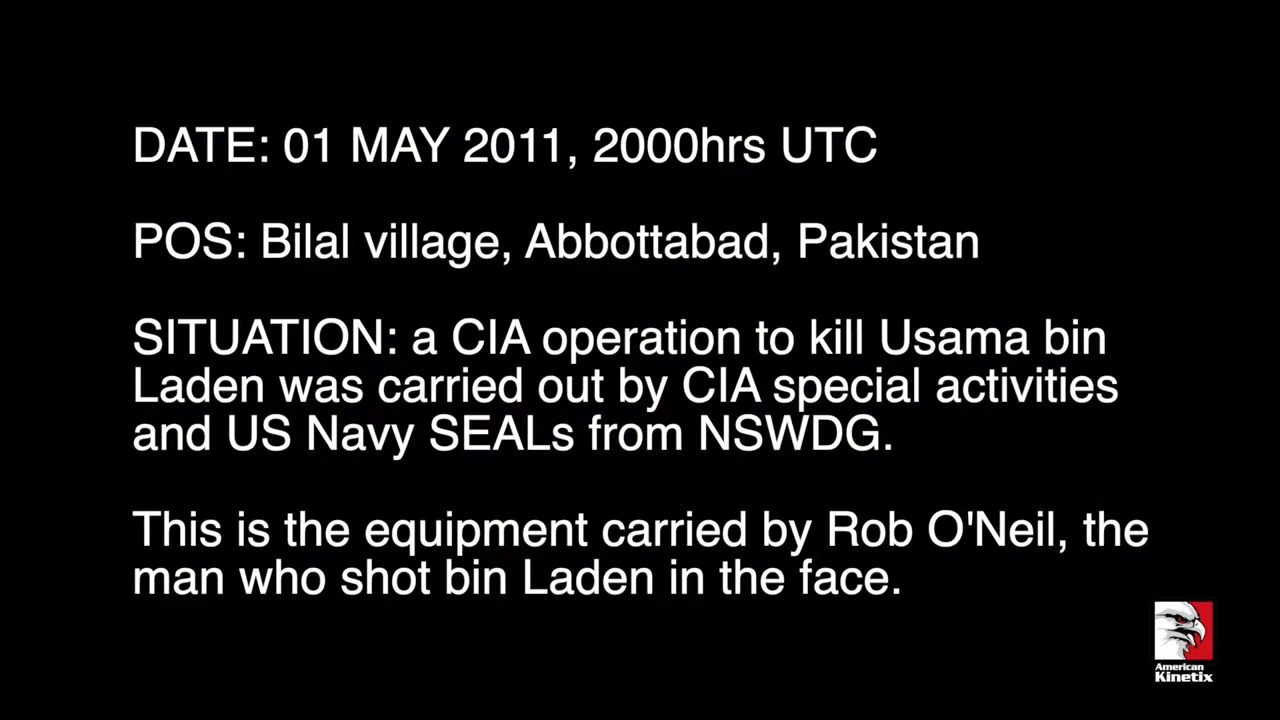 DATE: 01 MAY 2011, 2000hrs UTC
POS: Bilal village, Abbottabad, Pakistan
SITUATION: a CIA operation to kill Usama bin
Laden was carried out by CIA special activities
and US Navy SEALs from NSWDG.
This is the equipment carried by Rob O'Neil, the
man who shot bin Laden in the face.
American
Kinetix